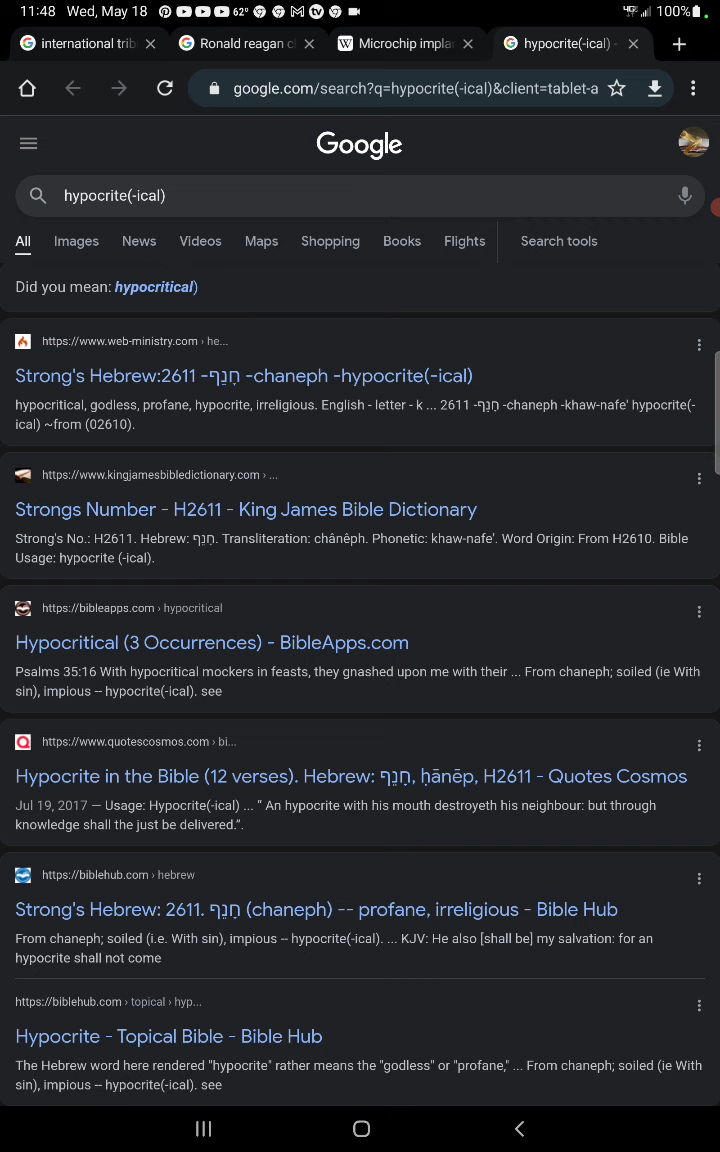 11:48 Wed, May 18 62° 100%
international trib Ronald reagan c Microchip impla hypocrite(-ical) -
google.com/search?q=hypocrite(-ical)&client=tablet-a
Google
hypocrite(-ical)
All Images News Videos Maps Shopping Books Flights Search tools
Did you mean: hypocritical)
https://www.web-ministry.com › he...
Strong's Hebrew:2611 -חָנֵף -chaneph -hypocrite(-ical)
hypocritical, godless, profane, hypocrite, irreligious. English - letter - k ... 2611 -חָנֵף -chaneph -khaw-nafe' hypocrite(-
ical) ~from (02610).
https://www.kingjamesbibledictionary.com › ...
Strongs Number - H2611 - King James Bible Dictionary
Strong's No.: H2611. Hebrew: חָנֵף. Transliteration: chânêph. Phonetic: khaw-nafe'. Word Origin: From H2610. Bible
Usage: hypocrite (-ical).
https://bibleapps.com › hypocritical
Hypocritical (3 Occurrences) - BibleApps.com
Psalms 35:16 With hypocritical mockers in feasts, they gnashed upon me with their ... From chaneph; soiled (ie With
sin), impious -- hypocrite(-ical). see
https://www.quotescosmos.com › bi...
Hypocrite in the Bible (12 verses). Hebrew: חָנֵף, ḥānēp, H2611 - Quotes Cosmos
Jul 19, 2017 — Usage: Hypocrite(-ical) ... “ An hypocrite with his mouth destroyeth his neighbour: but through
knowledge shall the just be delivered.”.
https://biblehub.com › hebrew
Strong's Hebrew: 2611. חָנֵף (chaneph) -- profane, irreligious - Bible Hub
From chaneph; soiled (i.e. With sin), impious -- hypocrite(-ical). ... KJV: He also [shall be] my salvation: for an
hypocrite shall not come
https://biblehub.com › topical › hyp...
Hypocrite - Topical Bible - Bible Hub
The Hebrew word here rendered "hypocrite" rather means the "godless" or "profane," ... From chaneph; soiled (ie With
sin), impious -- hypocrite(-ical). see